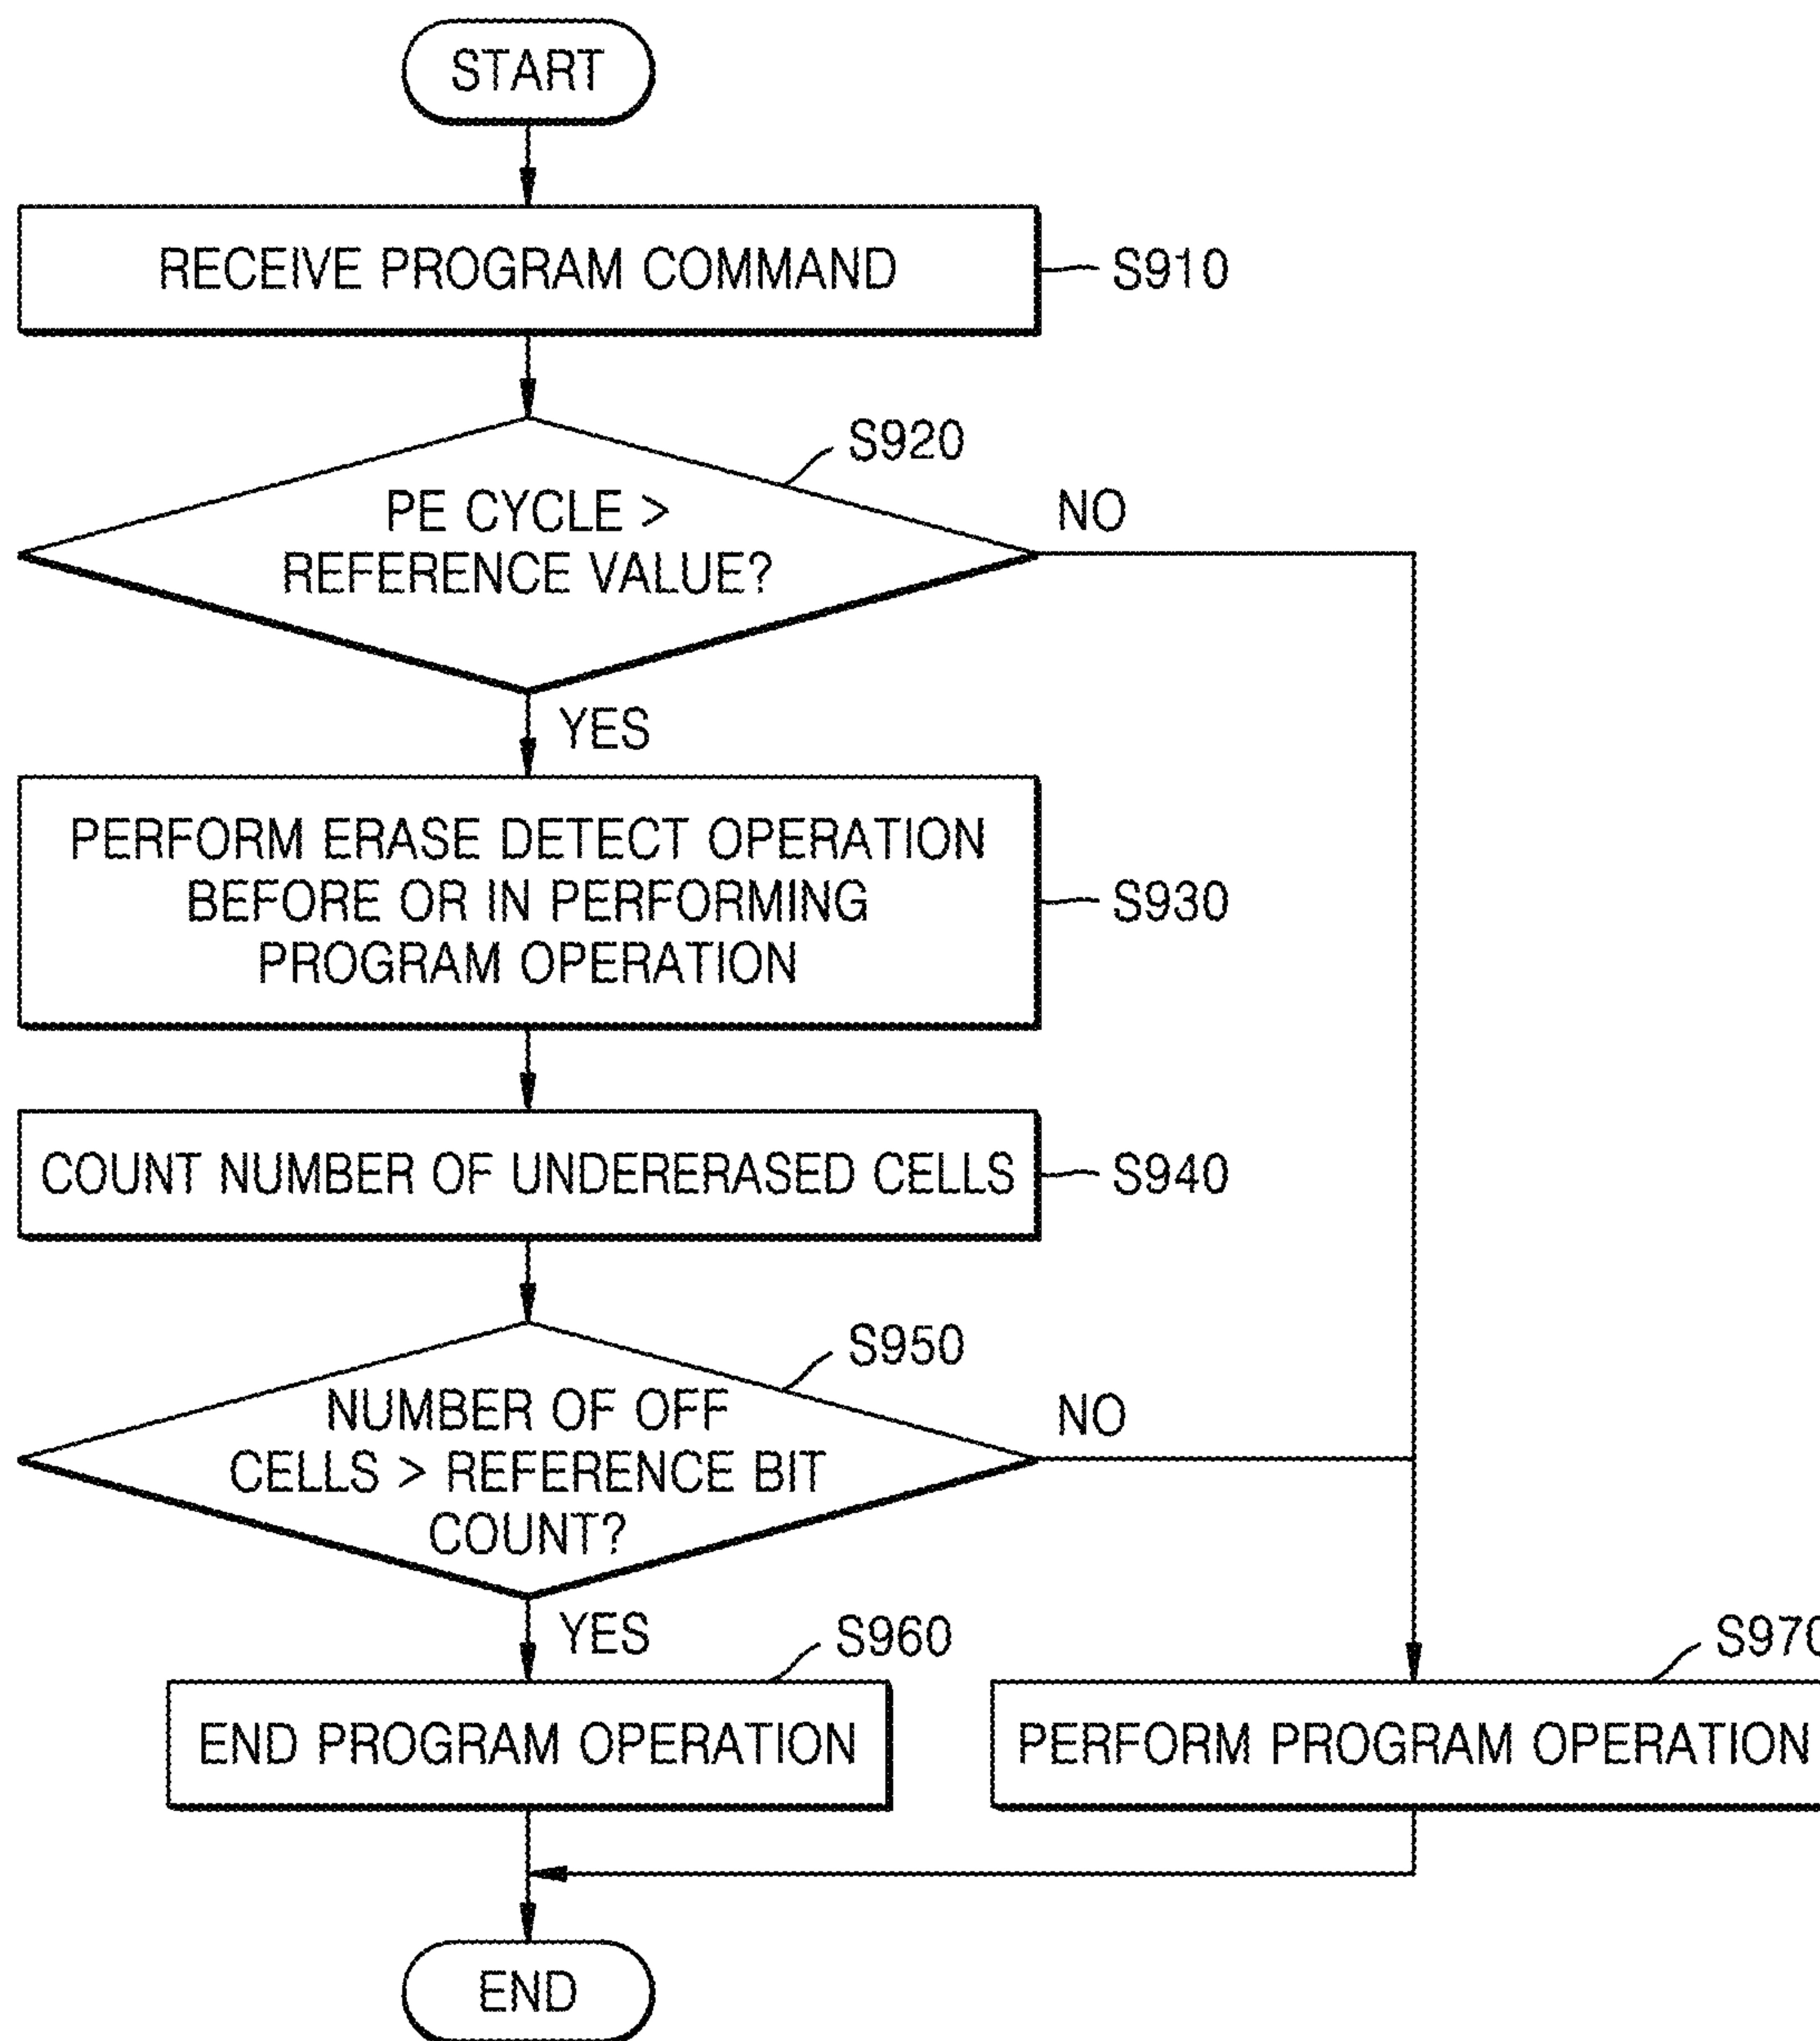 START
RECEIVE PROGRAM COMMAND
S910
S920
PE CYCLE >
REFERENCE VALUE?
NO
YES
PERFORM ERASE DETECT OPERATION
BEFORE OR IN PERFORMING
PROGRAM OPERATION
S930
COUNT NUMBER OF UNDERERASED CELLS
S940
S950
NUMBER OF OFF
CELLS > REFERENCE BIT
COUNT?
NO
YES
S960
S970
END PROGRAM OPERATION
PERFORM PROGRAM OPERATION
END